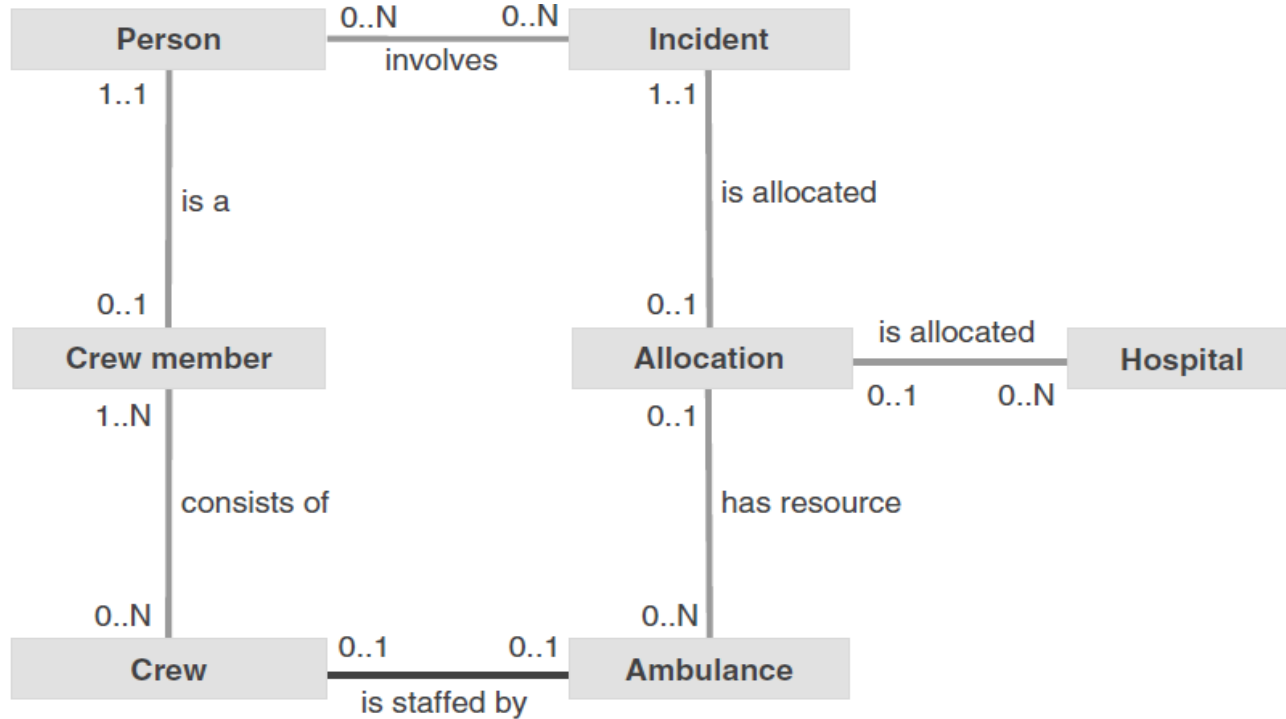 0..N 0..N
Person Incident
involves
1..1 1..1
is a is allocated
0..1 0..1
is allocated
Crew member Allocation Hospital
0..1 0..N
1..N 0..1
consists of has resource
0..N 0..N
0..1 0..1
Crew Ambulance
is staffed by